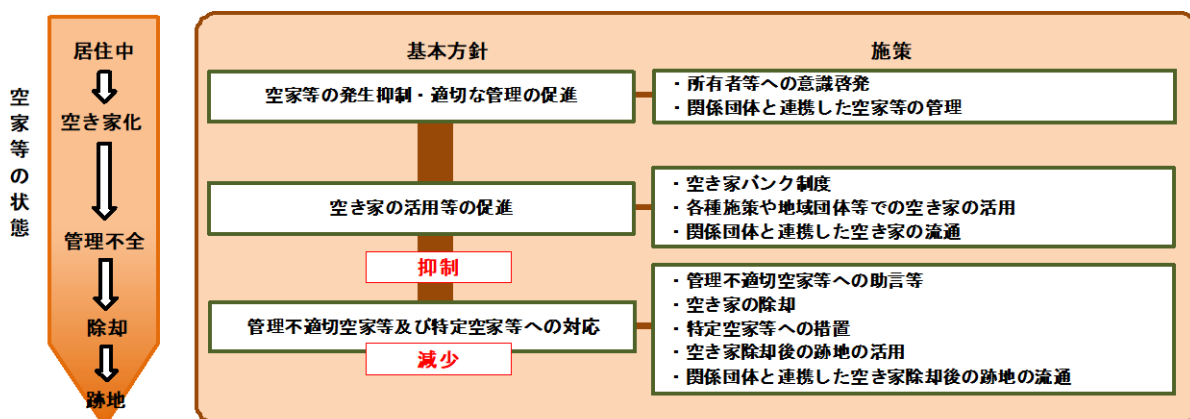 空家等の状態
居住中
空き家化
管理不全
除却
跡地
基本方針
施策
空家等の発生抑制・適切な管理の促進
・所有者等への意識啓発
・関係団体と連携した空家等の管理
空き家の活用等の促進
・空き家バンク制度
・各種施策や地域団体等での空き家の活用
・関係団体と連携した空き家の流通
抑制
管理不適切空家等及び特定空家等への対応
減少
・管理不適切空家等への助言等
・空き家の除却
・特定空家等への措置
・空き家除却後の跡地の活用
・関係団体と連携した空き家除却後の跡地の流通